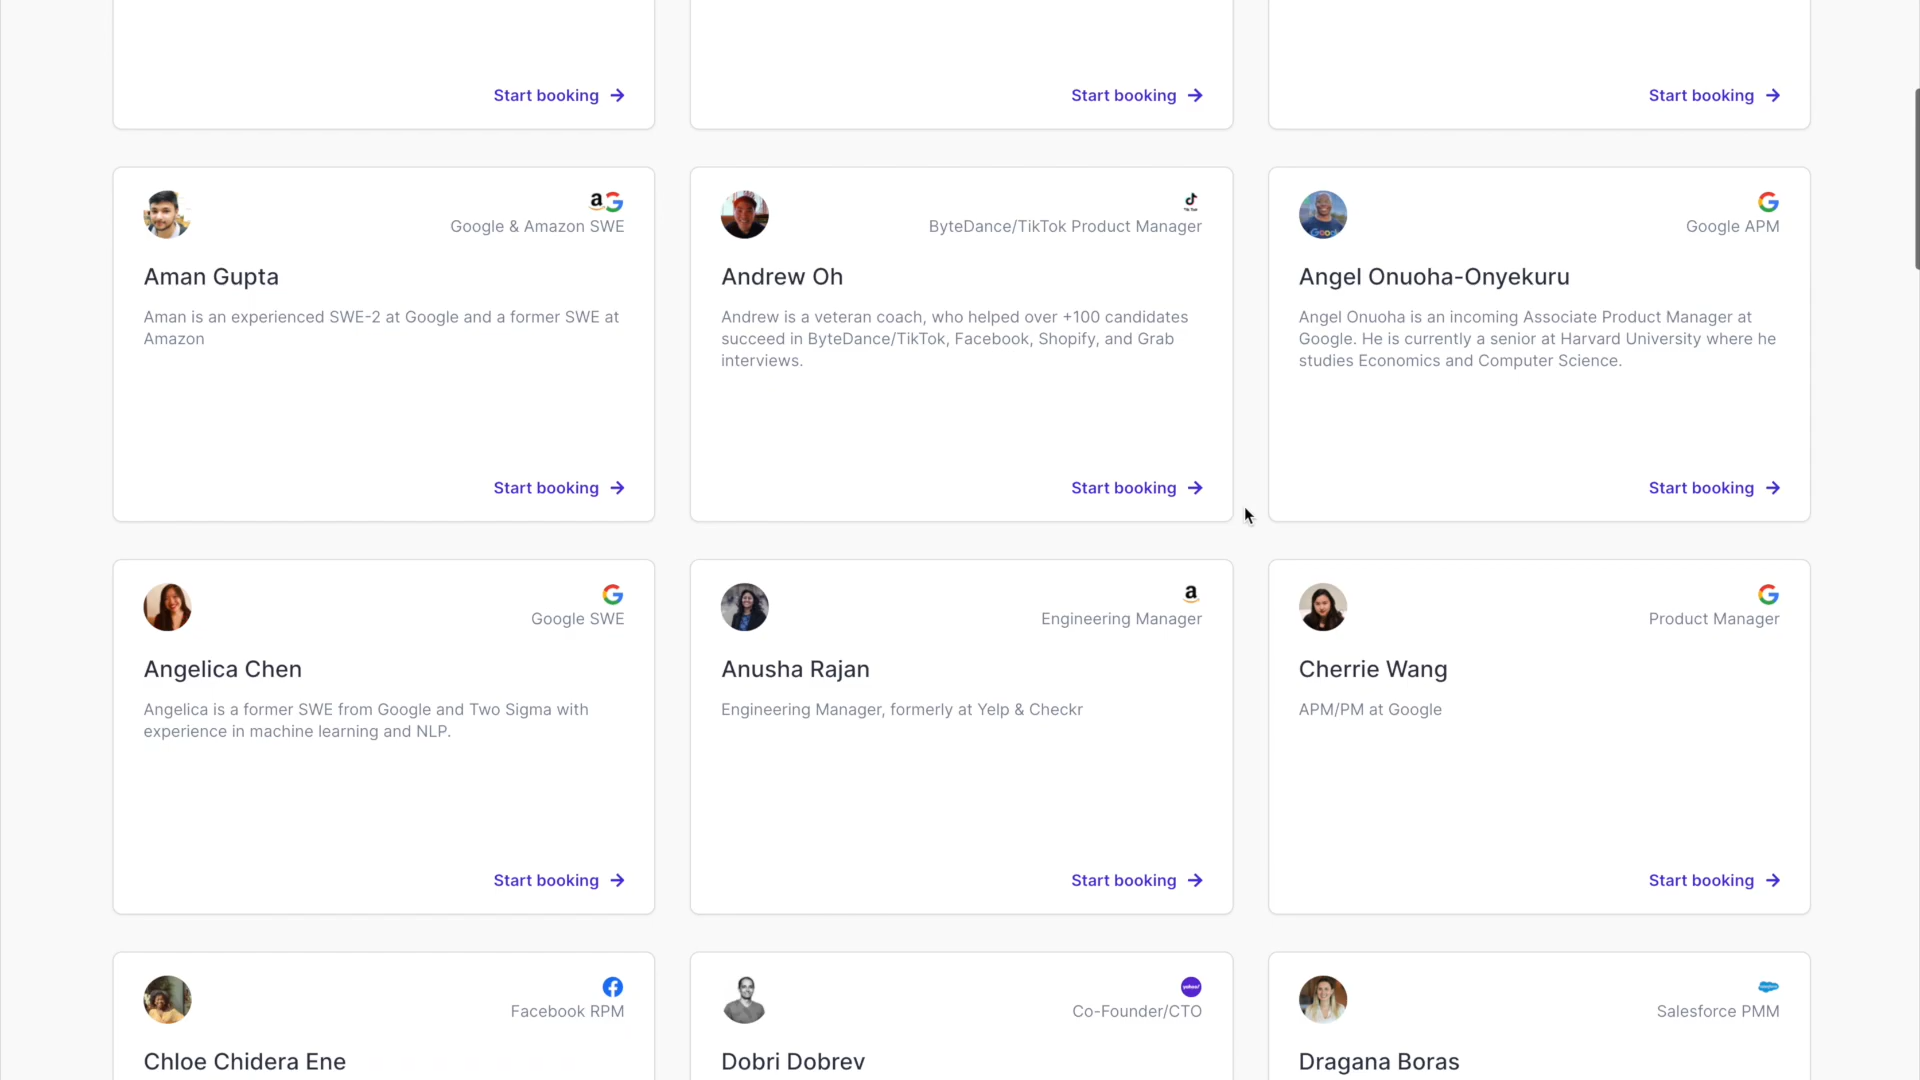 Start booking
Start booking
Start booking
a
Google & Amazon SWE
Aman Gupta
Aman is an experienced SWE-2 at Google and a former SWE at
Amazon
Start booking
ByteDance/TikTok Product Manager
Andrew Oh
Andrew is a veteran coach, who helped over +100 candidates
succeed in ByteDance/TikTok, Facebook, Shopify, and Grab
interviews.
Start booking
Google APM
Angel Onuoha-Onyekuru
Angel Onuoha is an incoming Associate Product Manager at
Google. He is currently a senior at Harvard University where he
studies Economics and Computer Science.
Start booking
Google SWE
Angelica Chen
Angelica is a former SWE from Google and Two Sigma with
experience in machine learning and NLP.
Start booking
a
Engineering Manager
Anusha Rajan
Engineering Manager, formerly at Yelp & Checkr
Start booking
Product Manager
Cherrie Wang
APM/PM at Google
Start booking
Facebook RPM
Chloe Chidera Ene
yahoo!
Co-Founder/CTO
Dobri Dobrev
Salesforce PMM
Dragana Boras